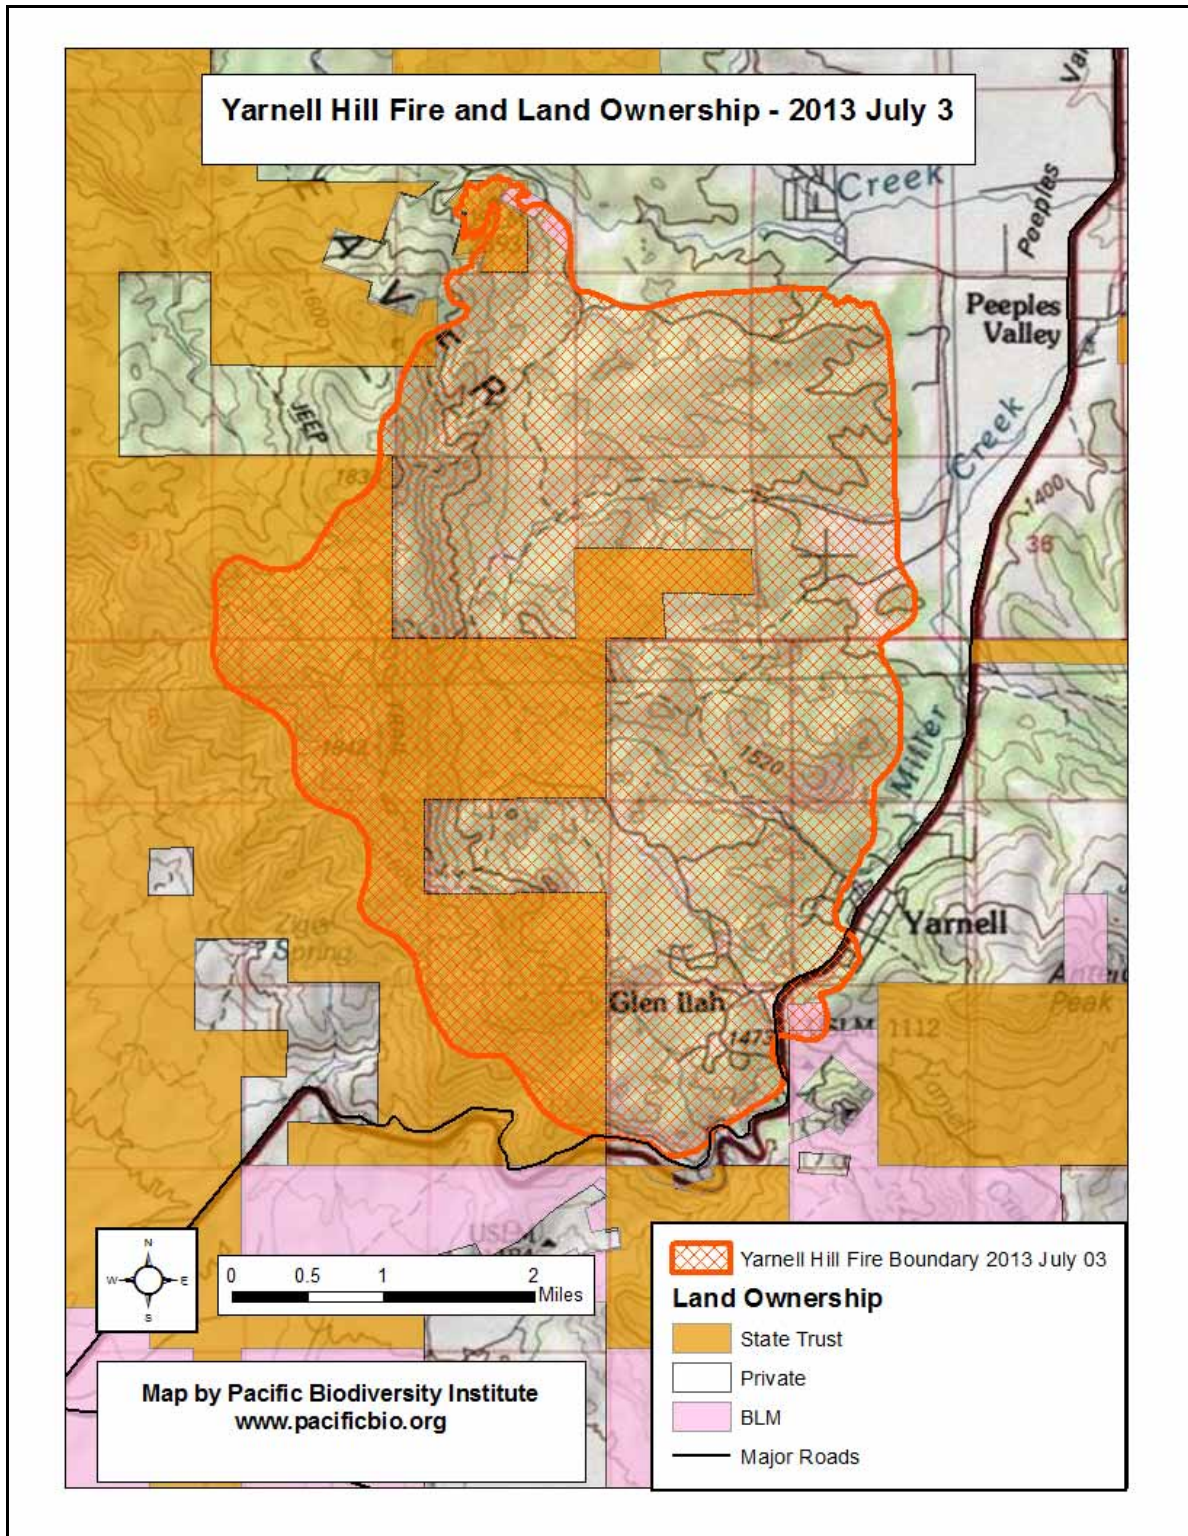 Yarnell Hill Fire and Land Ownership - 2013 July 3
Creek
Peeples
Peeples
Valley
A
V
E
R
JEEP
1600
Creek
1400
36
1842
1520
Miller
Yarnell
Spring
Glen Ilah
1473
1112
Peak
N
W
E
S
0
0.5
1
2
Miles
Map by Pacific Biodiversity Institute
www.pacificbio.org
Yarnell Hill Fire Boundary 2013 July 03
Land Ownership
State Trust
Private
BLM
Major Roads